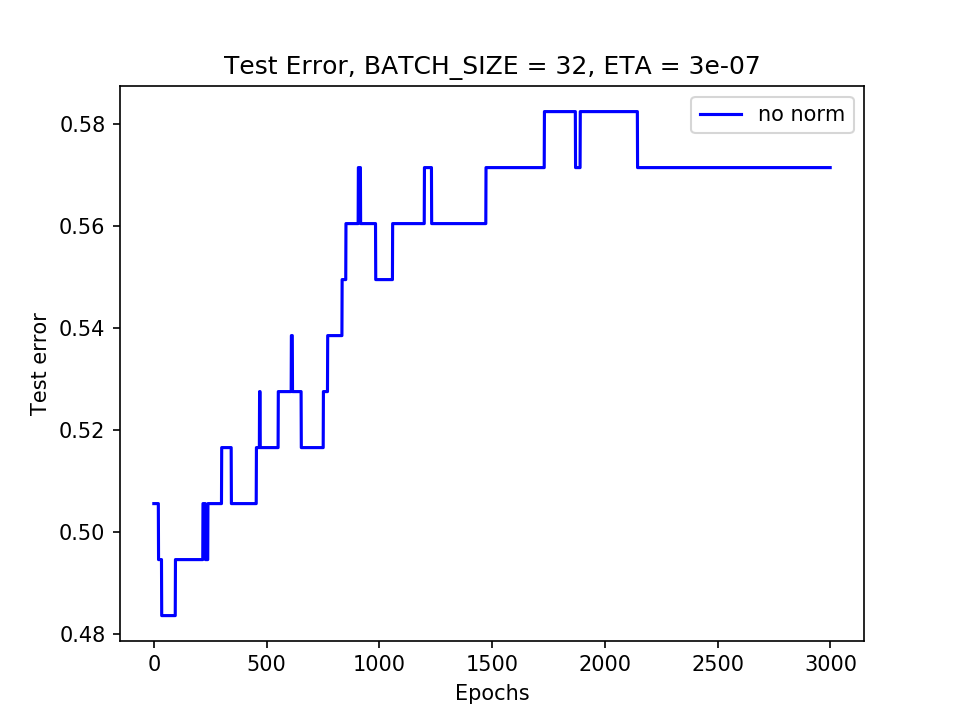 Test Error, BATCH_SIZE = 32, ETA = 3e-07
no norm
0.58
0.56
0.54
0.52
0.50
0.48
Test error
0 500 1000 1500 2000 2500 3000
Epochs